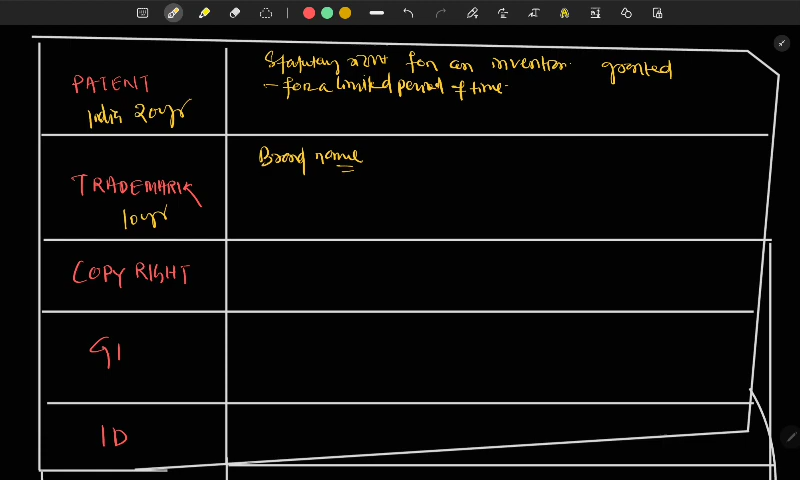 PATENT
India 20yr
Statutory right for an invention granted
- for a limited period of time.
TRADEMARK
10yr
Brand name
COPY RIGHT
GI
ID